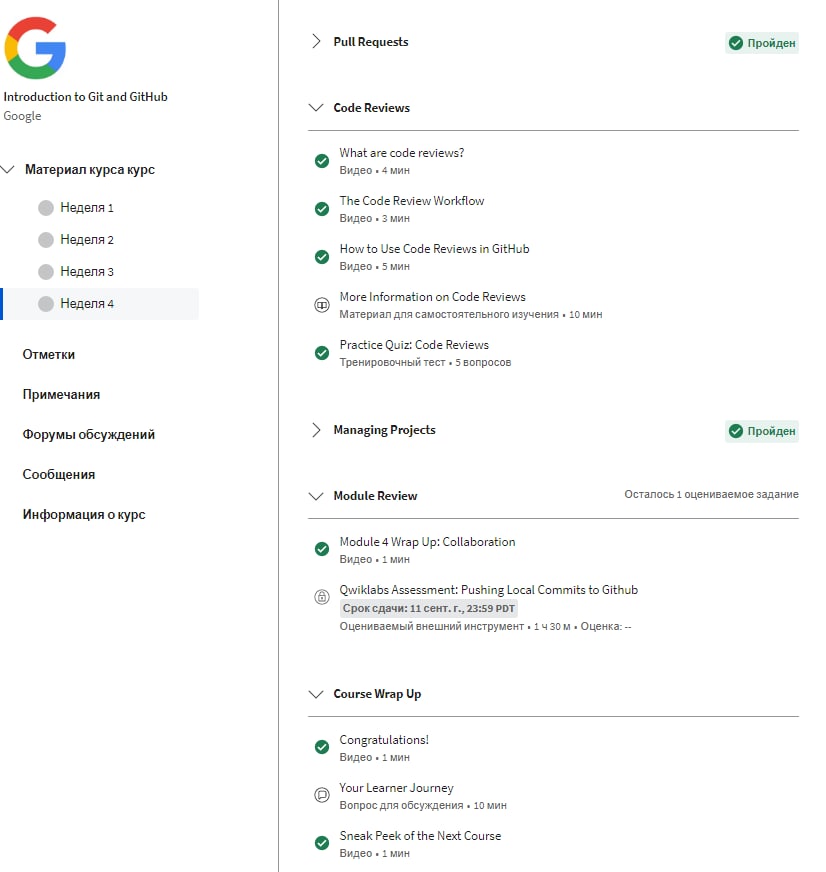 Introduction to Git and GitHub
Google
Материал курса курс
Неделя 1
Неделя 2
Неделя 3
Неделя 4
Отметки
Примечания
Форумы обсуждений
Сообщения
Информация о курс
Pull Requests
Пройден
Code Reviews
What are code reviews?
Видео • 4 мин
The Code Review Workflow
Видео • 3 мин
How to Use Code Reviews in GitHub
Видео • 5 мин
More Information on Code Reviews
Материал для самостоятельного изучения • 10 мин
Practice Quiz: Code Reviews
Тренировочный тест • 5 вопросов
Managing Projects
Пройден
Module Review
Осталось 1 оцениваемое задание
Module 4 Wrap Up: Collaboration
Видео • 1 мин
Qwiklabs Assessment: Pushing Local Commits to Github
Срок сдачи: 11 сент. г., 23:59 PDT
Оцениваемый внешний инструмент • 1 ч 30 м • Оценка: --
Course Wrap Up
Congratulations!
Видео • 1 мин
Your Learner Journey
Вопрос для обсуждения • 10 мин
Sneak Peek of the Next Course
Видео • 1 мин